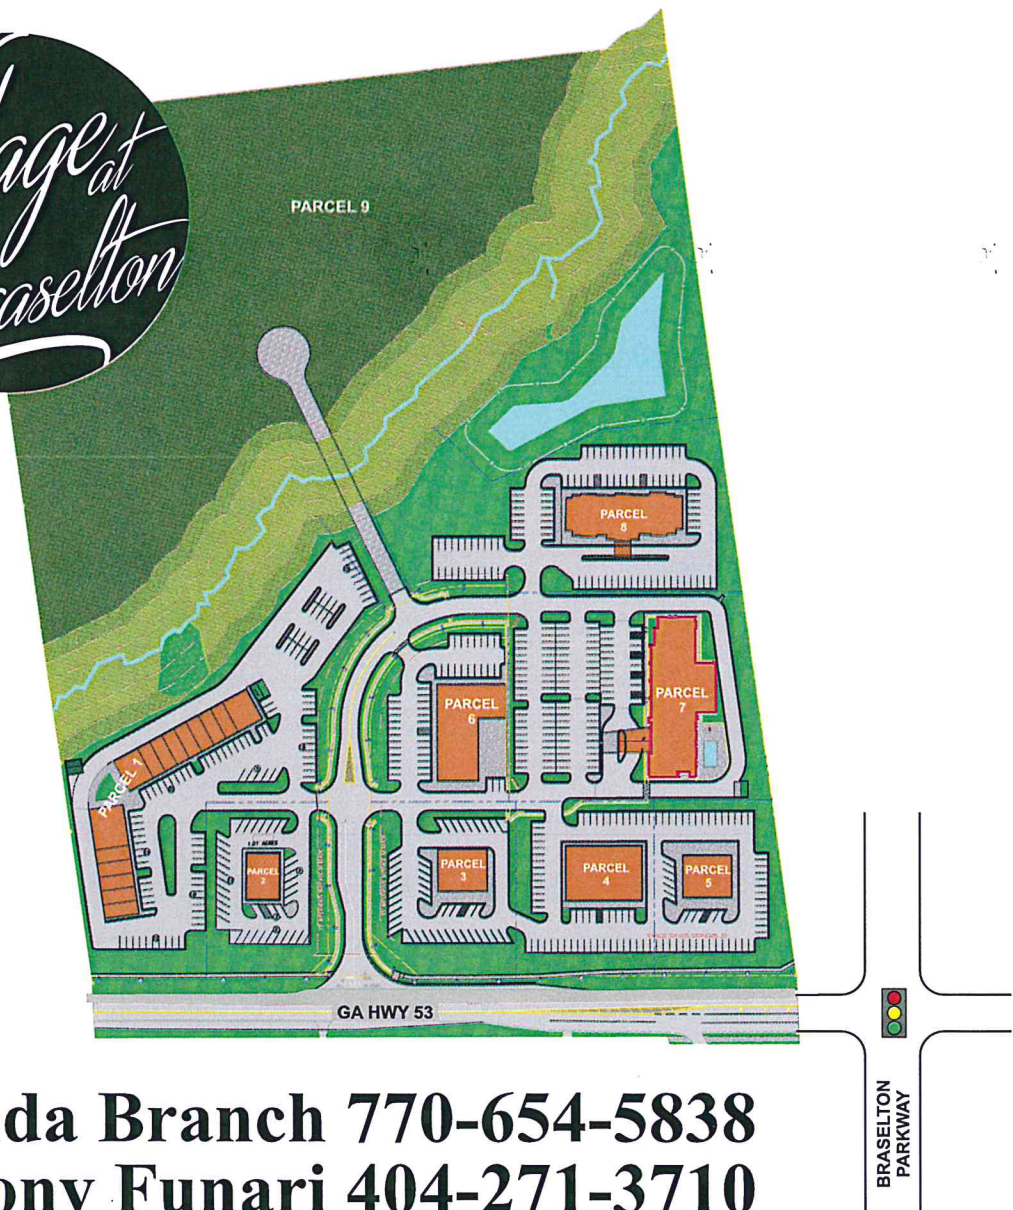 age
at
aselton
PARCEL 9
PARCEL
8
PARCEL
7
PARCEL
6
PARCEL 1
1.21 ACRES
PARCEL
2
PARCEL
3
PARCEL
4
PARCEL
5
GA HWY 53
BRASELTON
PARKWAY
da Branch 770-654-5838
ony Funari 404-271-3710